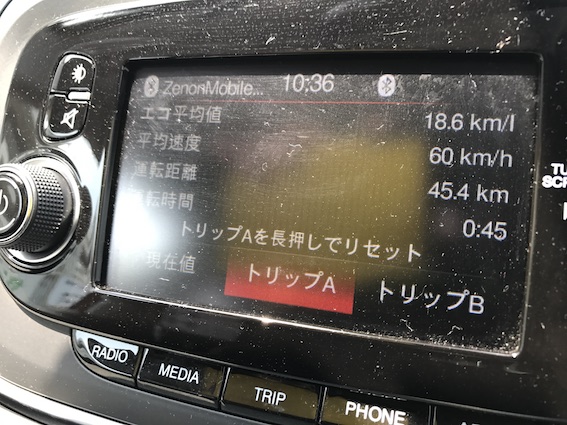 ZenonMobile... 10:36
エコ平均値 18.6 km/l
平均速度 60 km/h
運転距離 45.4 km
運転時間 0:45
トリップAを長押しでリセット
現在値 トリップA トリップB
RADIO
MEDIA
TRIP
PHONE